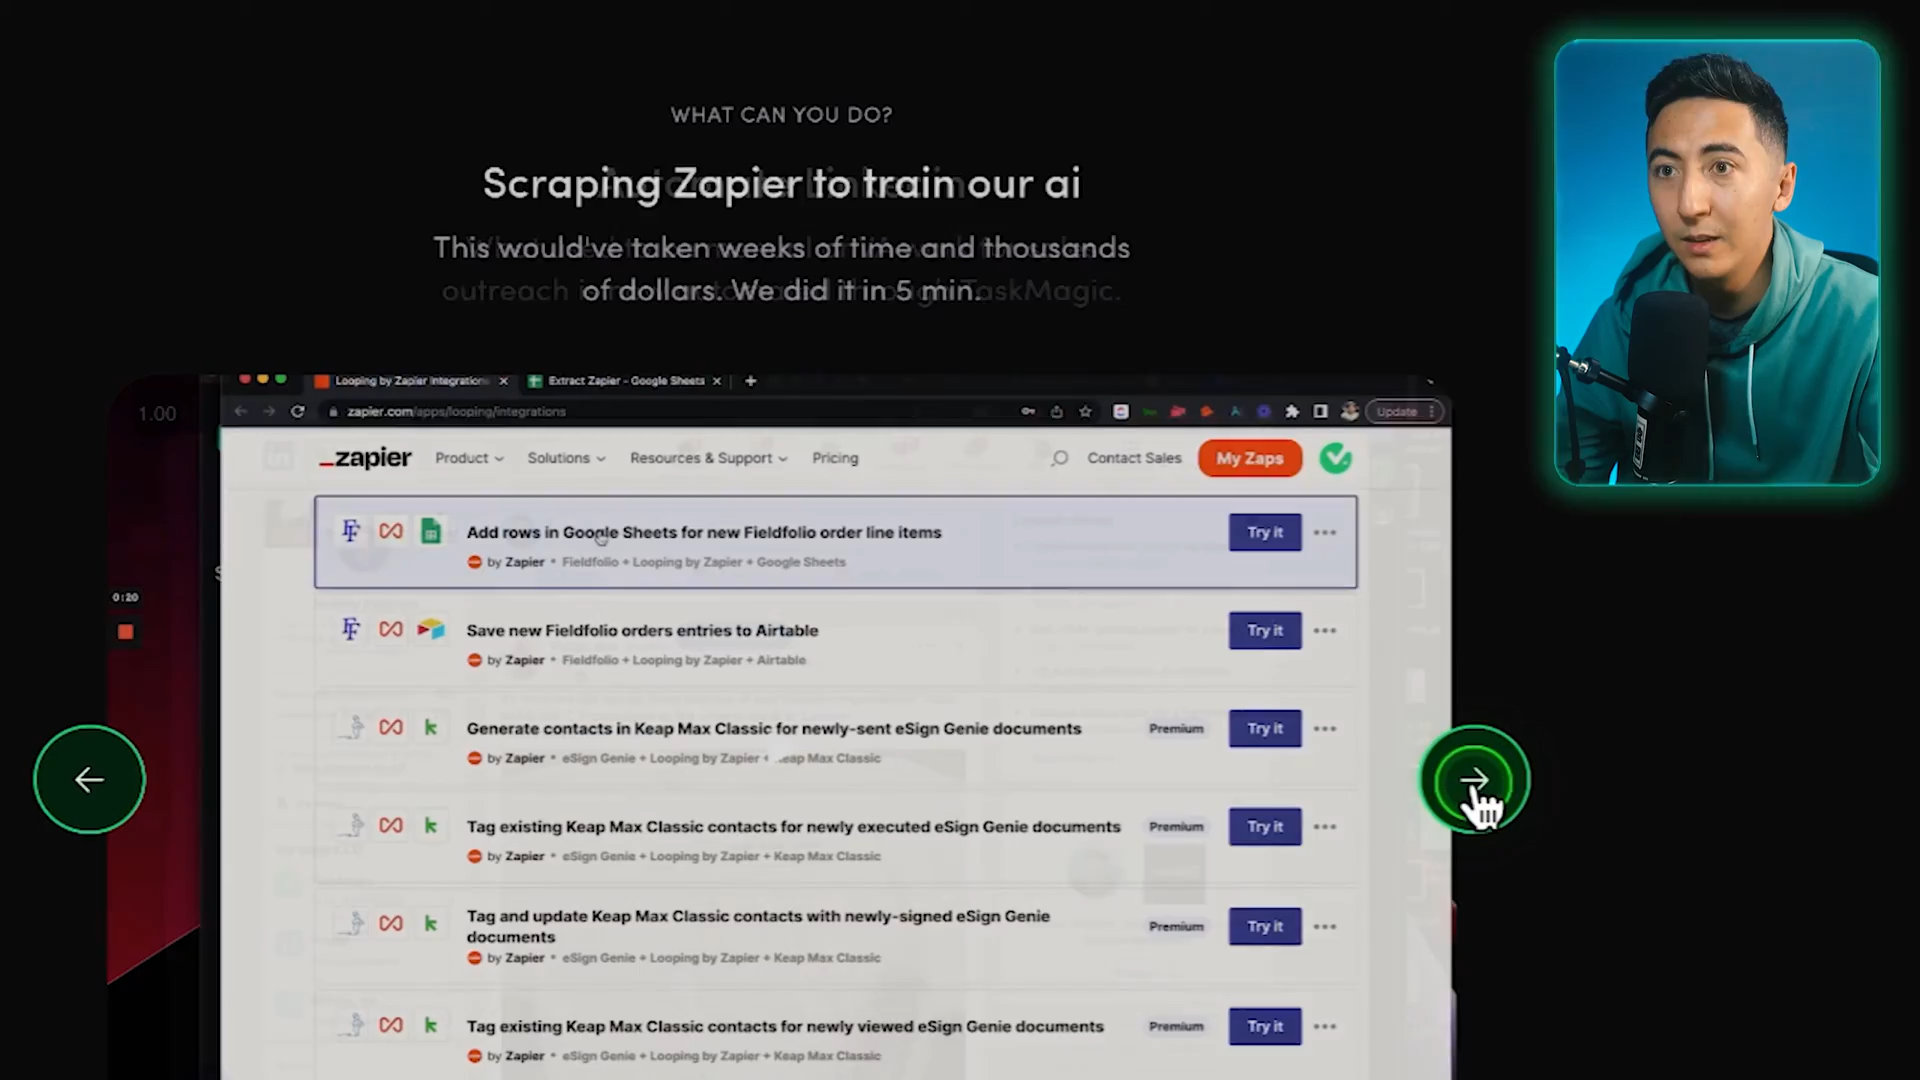 WHAT CAN YOU DO?
Scraping Zapier to train our ai
This would've taken weeks of time and thousands
of dollars. We did it in 5 min.
outreach
TaskMagic.
1.00
Looping by Zapier Integration
Extract Zapier - Google Sheets
zapier.com/apps/looping/integrations
Update
zapier
Product
Solutions
Resources & Support
Pricing
Contact Sales
My Zaps
Add rows in Google Sheets for new Fieldfolio order line items
Try it
by Zapier • Fieldfolio + Looping by Zapier + Google Sheets
0:20
Save new Fieldfolio orders entries to Airtable
Try it
by Zapier • Fieldfolio + Looping by Zapier + Airtable
Generate contacts in Keap Max Classic for newly-sent eSign Genie documents
Premium
Try it
by Zapier • eSign Genie + Looping by Zapier + Keap Max Classic
Tag existing Keap Max Classic contacts for newly executed eSign Genie documents
Premium
Try it
by Zapier • eSign Genie + Looping by Zapier + Keap Max Classic
Tag and update Keap Max Classic contacts with newly-signed eSign Genie
documents
Premium
Try it
by Zapier • eSign Genie + Looping by Zapier + Keap Max Classic
Tag existing Keap Max Classic contacts for newly viewed eSign Genie documents
Premium
Try it
by Zapier • eSign Genie + Looping by Zapier + Keap Max Classic